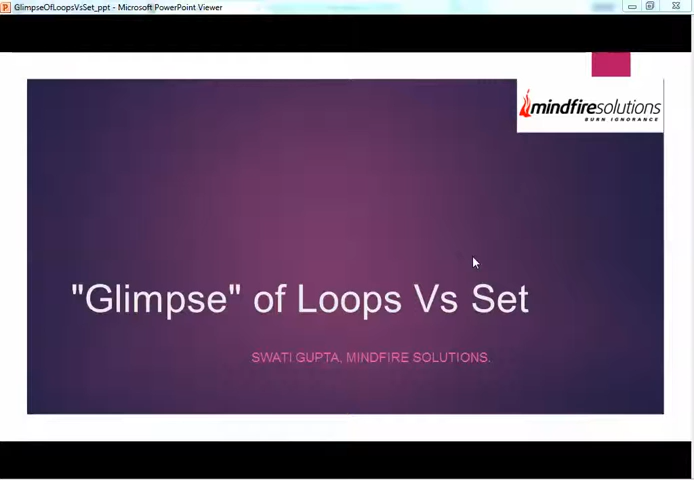 GlimpseOfLoopsVsSet_ppt - Microsoft PowerPoint Viewer
mindfiresolutions
BURN IGNORANCE
"Glimpse" of Loops Vs Set
SWATI GUPTA, MINDFIRE SOLUTIONS.